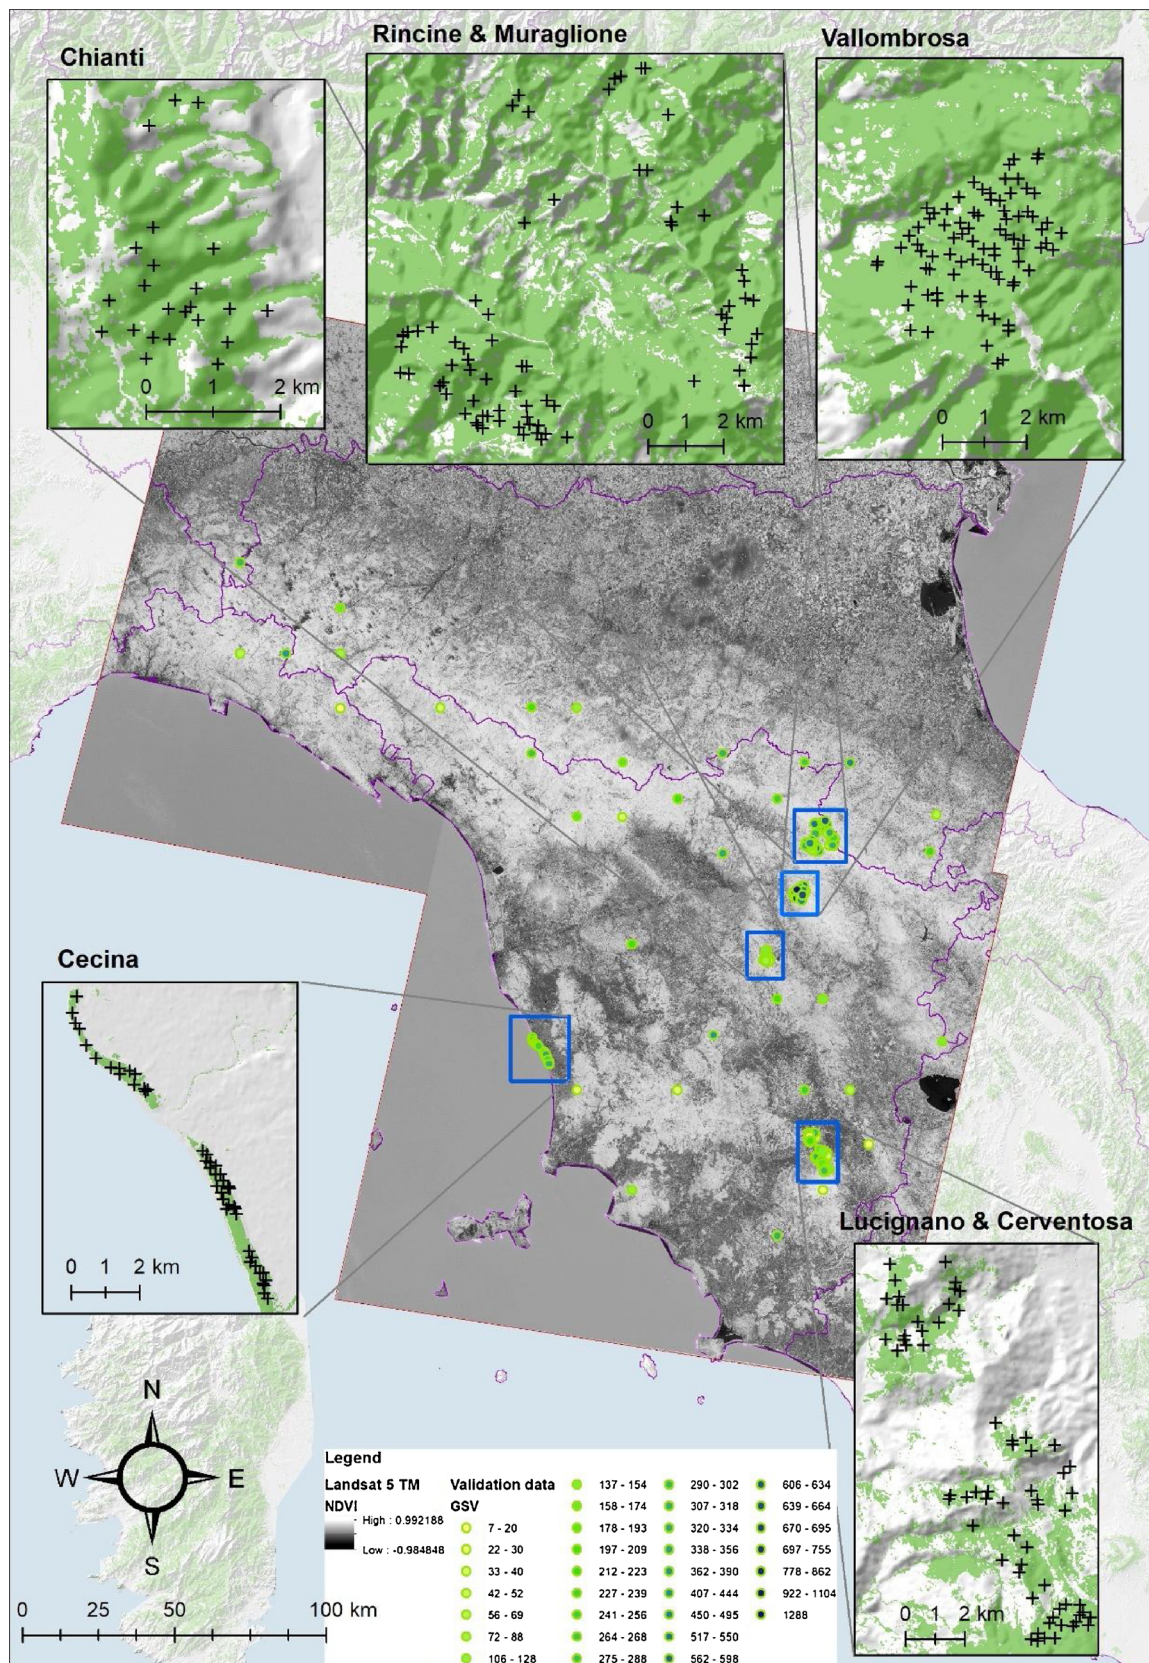 Chianti
Rincine & Muraglione
Vallombrosa
0 1 2 km
0 1 2 km
0 1 2 km
Cecina
0 1 2 km
Lucignano & Cerventosa
0 1 2 km
N
W E
S
0 25 50 100 km
Legend
Landsat 5 TM
NDVI
High : 0.992188
Low : -0.984848
Validation data
GSV
7 - 20
22 - 30
33 - 40
42 - 52
56 - 69
72 - 88
106 - 128
137 - 154
158 - 174
178 - 193
197 - 209
212 - 223
227 - 239
241 - 256
264 - 268
275 - 288
290 - 302
307 - 318
320 - 334
338 - 356
362 - 390
407 - 444
450 - 495
517 - 550
562 - 598
606 - 634
639 - 664
670 - 695
697 - 755
778 - 862
922 - 1104
1288